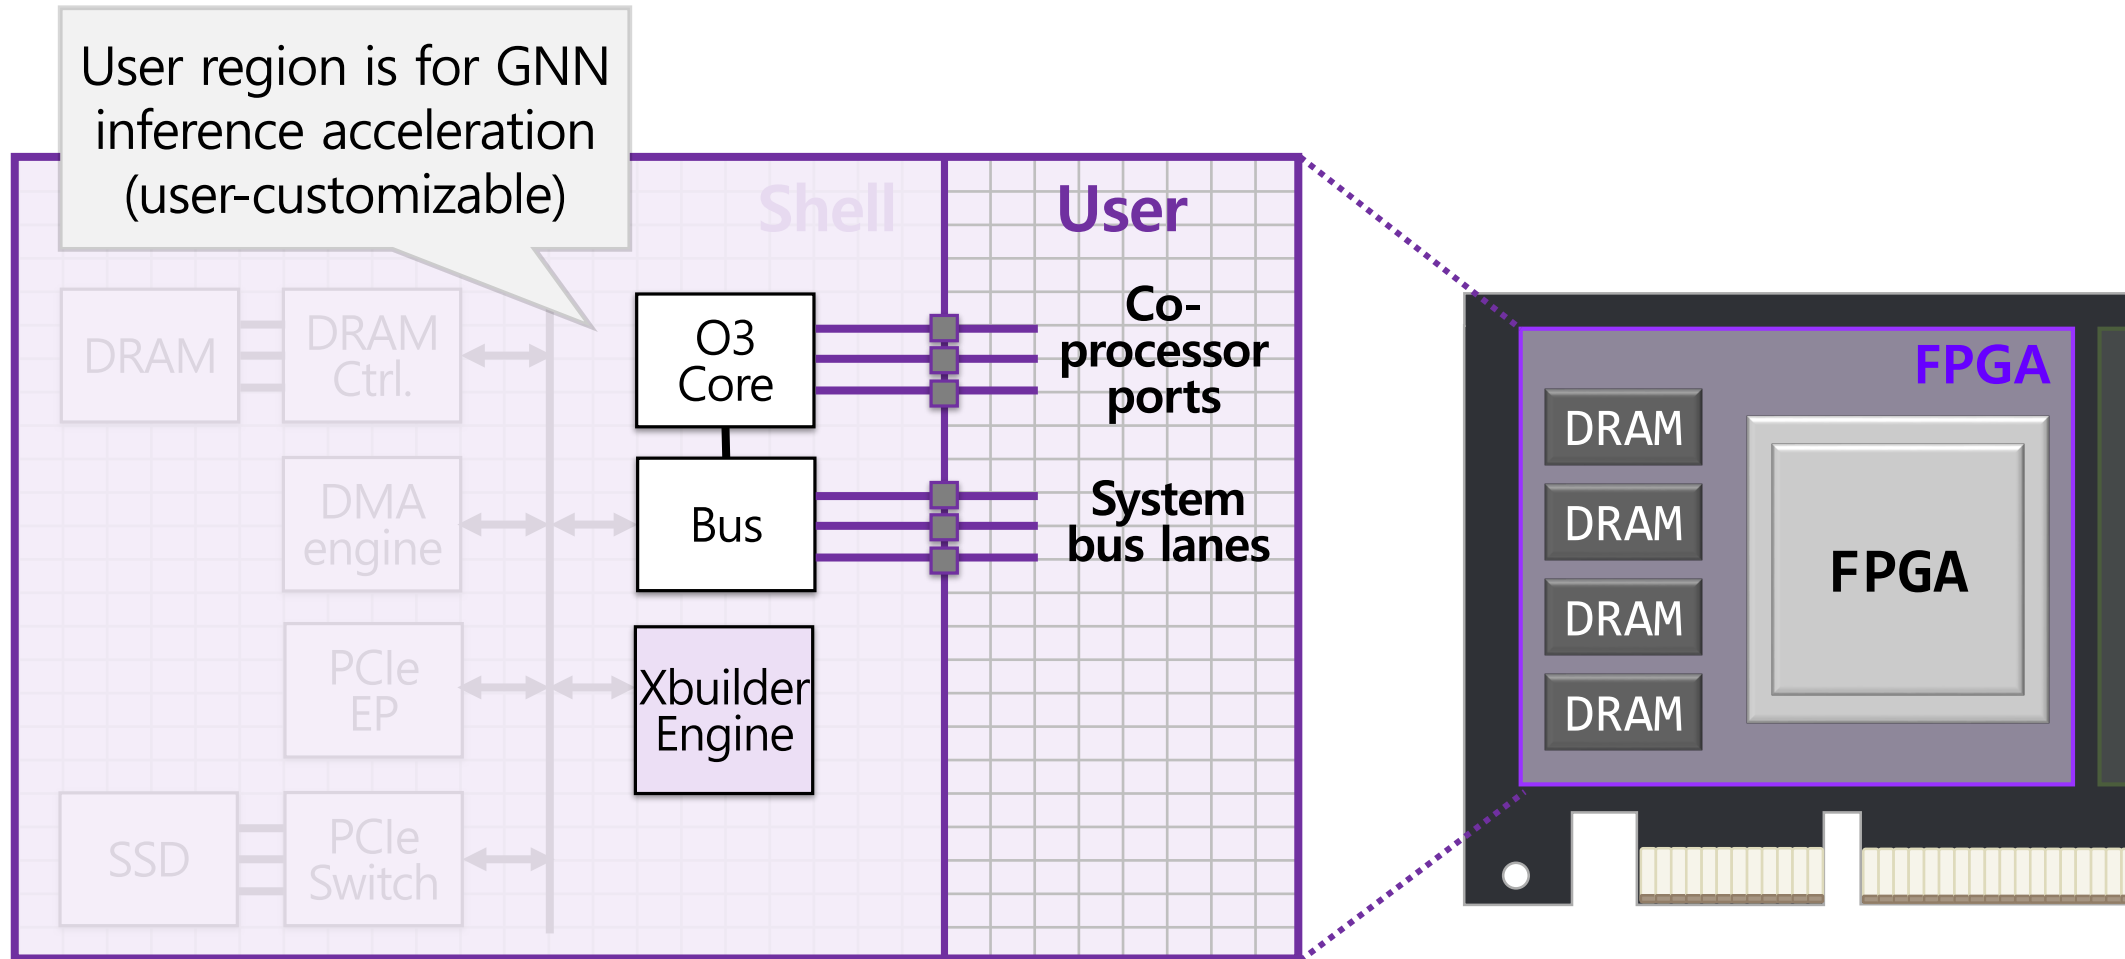 User region is for GNN
inference acceleration
(user-customizable)
Shell
User
DRAM
DRAM
Ctrl.
O3
Core
Co-
processor
ports
DMA
engine
Bus
System
bus lanes
PCIe
EP
Xbuilder
Engine
SSD
PCIe
Switch
FPGA
DRAM
DRAM
DRAM
DRAM
FPGA